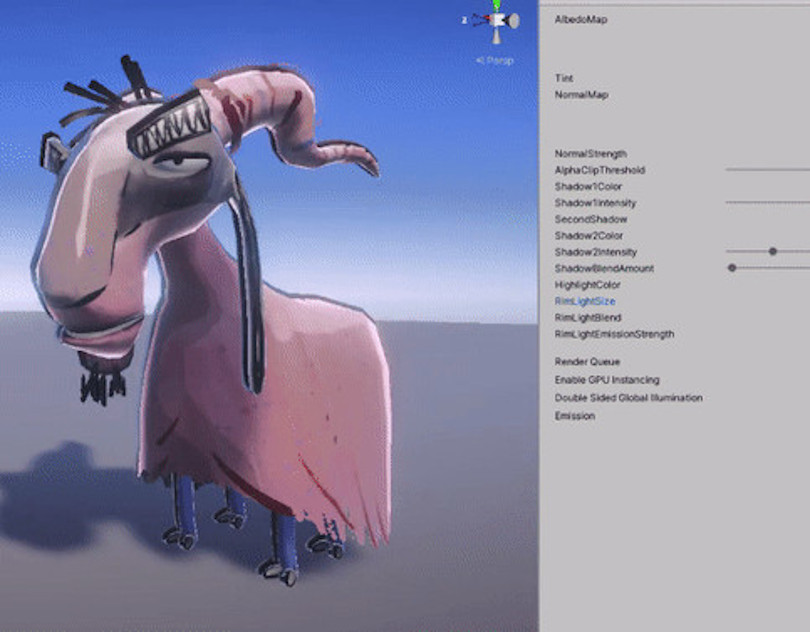 z
Persp
AlbedoMap
Tint
NormalMap
NormalStrength
AlphaClipThreshold
Shadow1Color
Shadow1Intensity
SecondShadow
Shadow2Color
Shadow2Intensity
ShadowBlendAmount
HighlightColor
RimLightSize
RimLightBlend
RimLightEmissionStrength
Render Queue
Enable GPU Instancing
Double Sided Global Illumination
Emission